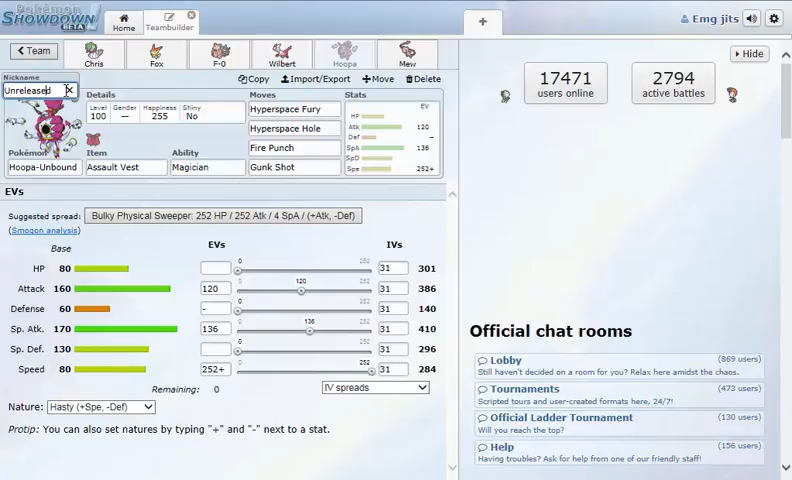 Pokémon
SHOWDOWN
BETA
Home
Teambuilder
+
Emg jits
< Team
Chris
Fox
F-0
Wilbert
Hoopa
Mew
Hide
Nickname
Unreleased
Copy Import/Export Move Delete
Details
Level Gender Happiness Shiny
100 — 255 No
Moves
Hyperspace Fury
Hyperspace Hole
Fire Punch
Gunk Shot
Stats
EV
HP
Atk 120
Def –
SpA 136
SpD
Spe 252+
Pokémon
Hoopa-Unbound
Item
Assault Vest
Ability
Magician
17471
users online
2794
active battles
EVs
Suggested spread: Bulky Physical Sweeper: 252 HP / 252 Atk / 4 SpA / (+Atk, -Def)
(Smogon analysis)
Base EVs IVs
HP 80 0 252 31 301
Attack 160 120 0 120 252 31 386
Defense 60 - 0 252 31 140
Sp. Atk. 170 136 0 136 252 31 410
Sp. Def. 130 0 252 31 296
Speed 80 252+ 0 252 31 284
Remaining: 0 IV spreads
Nature: Hasty (+Spe, -Def)
Protip: You can also set natures by typing "+" and "-" next to a stat.
Official chat rooms
Lobby (869 users)
Still haven't decided on a room for you? Relax here amidst the chaos.
Tournaments (473 users)
Scripted tours and user-created formats here, 24/7!
Official Ladder Tournament (130 users)
Will you reach the top?
Help (156 users)
Having troubles? Ask for help from one of our friendly staff!